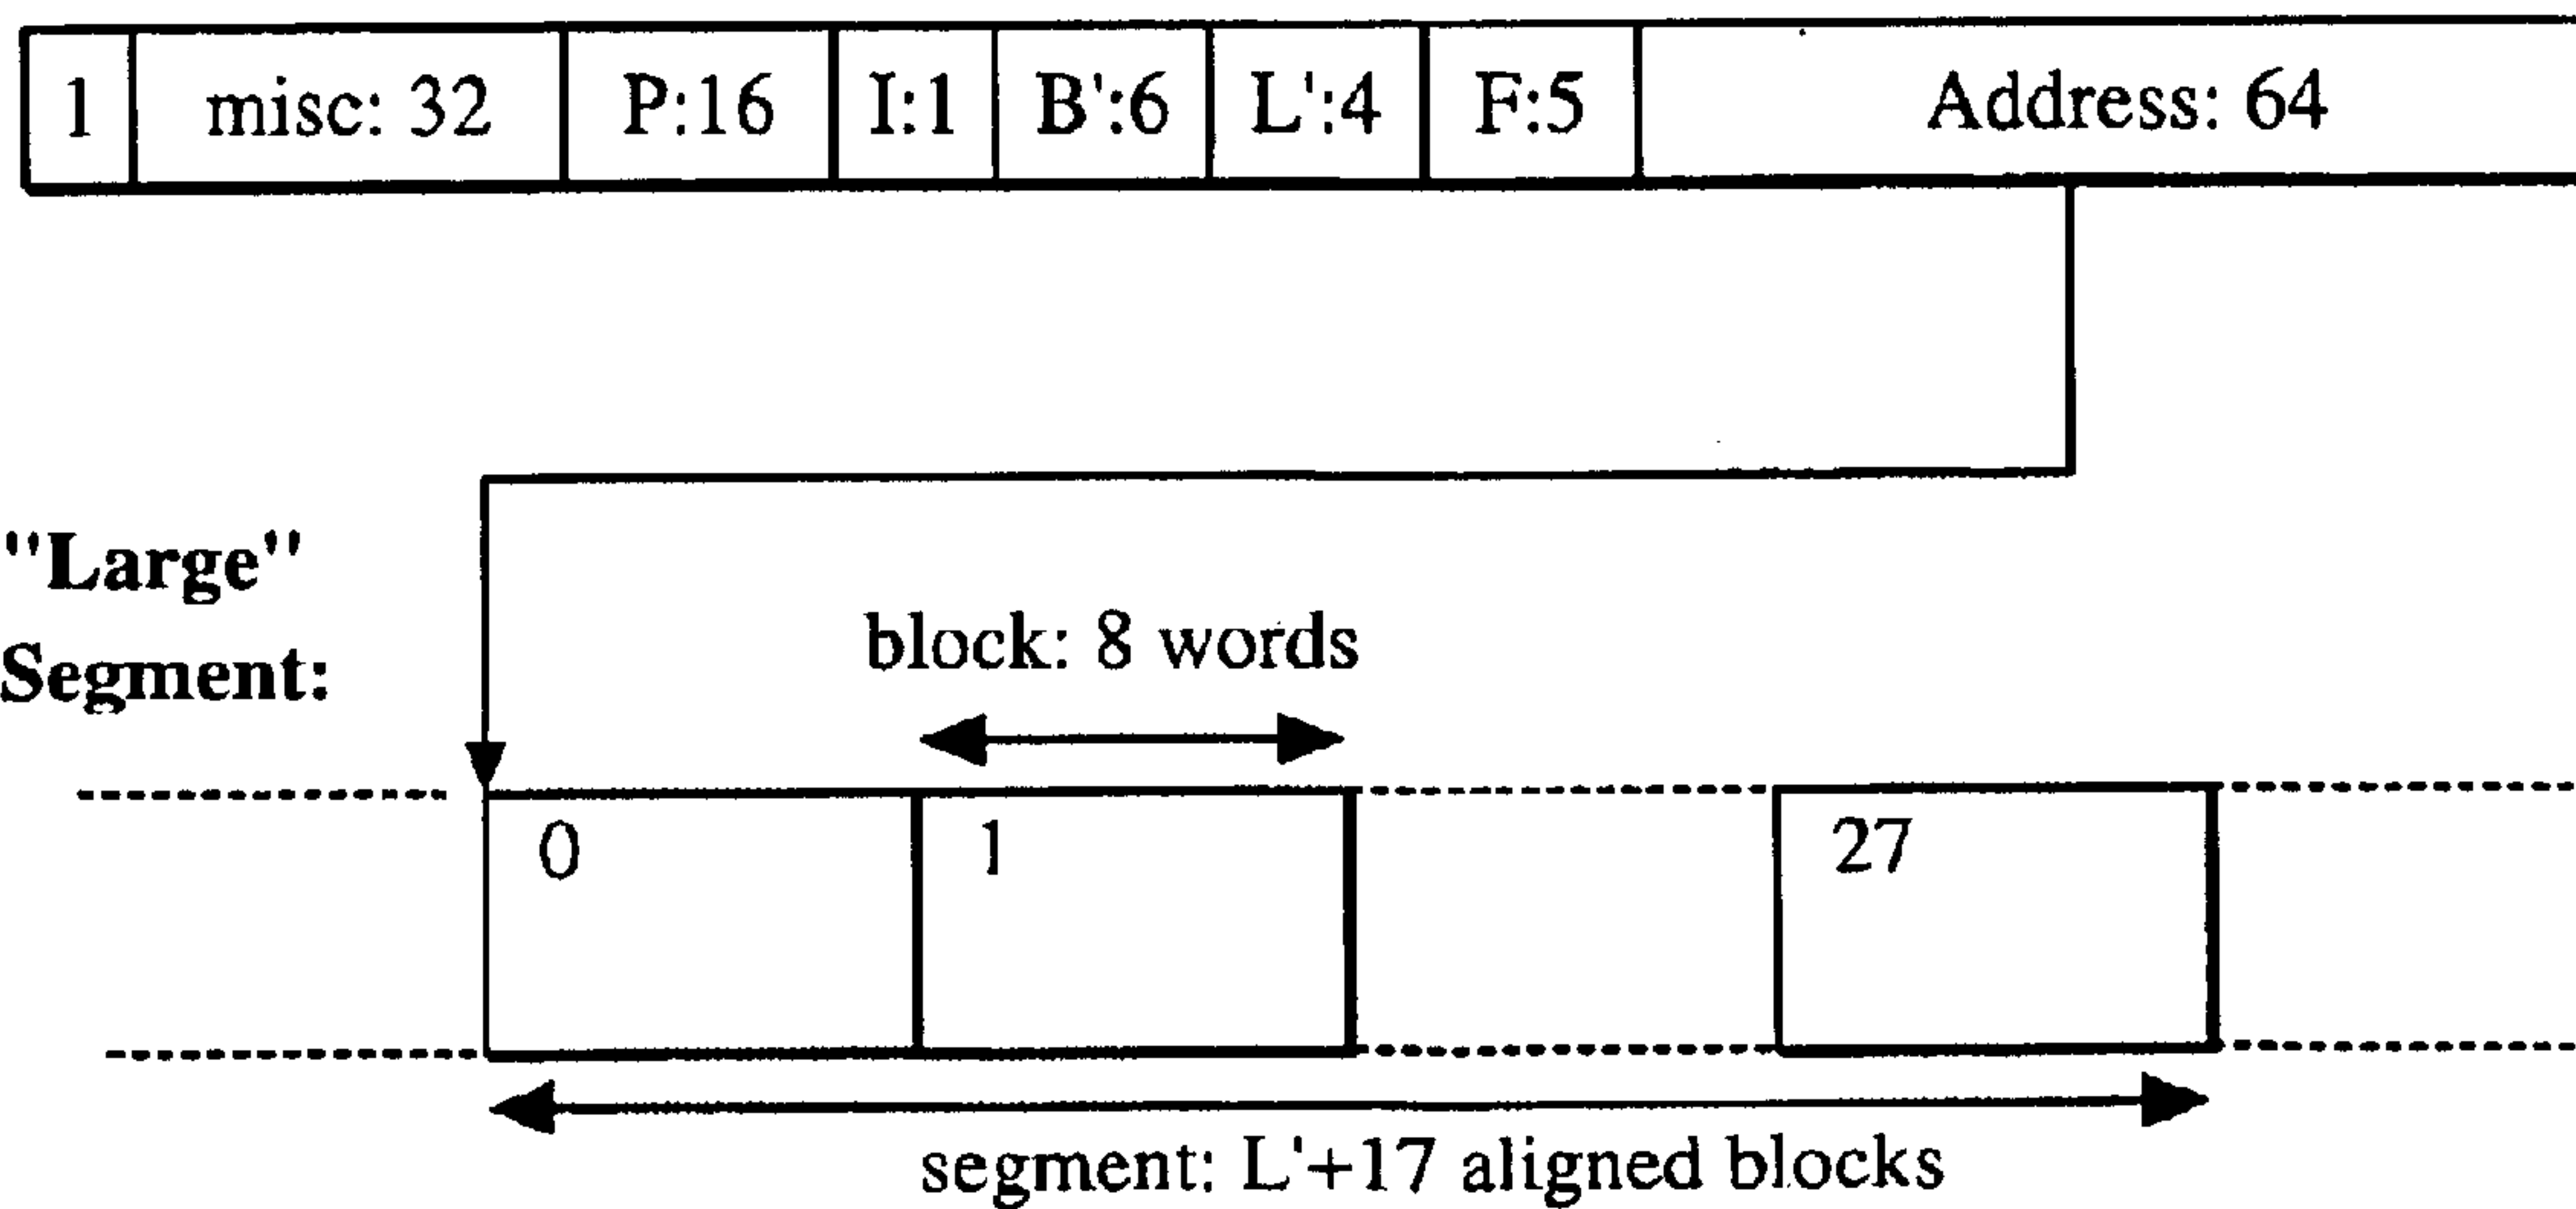 1 misc: 32 P:16 I:1 B':6 L':4 F:5 Address: 64
"Large"
Segment:
block: 8 words
0 1 27
segment: L'+17 aligned blocks